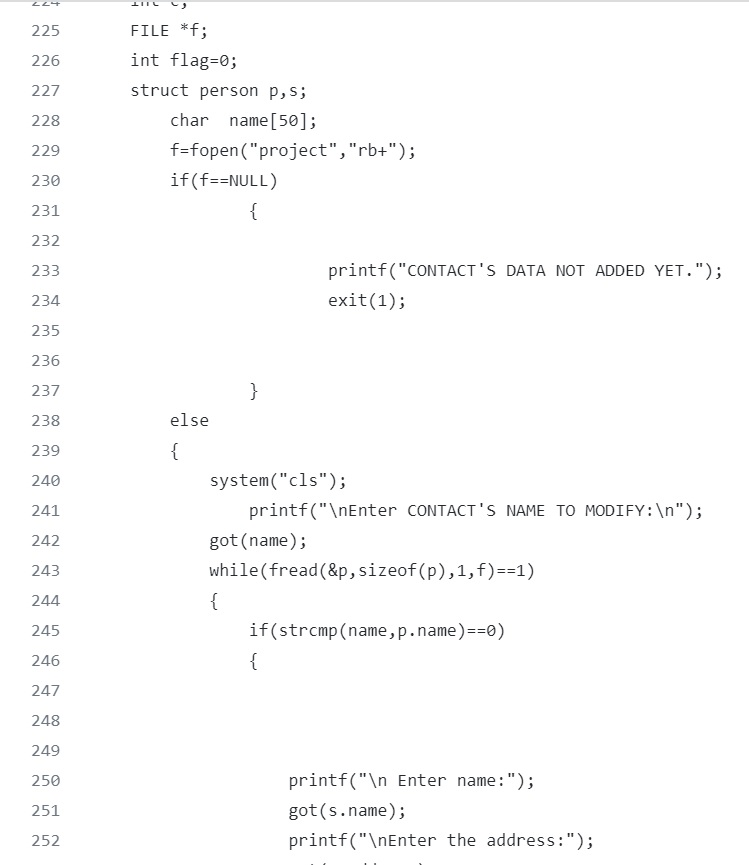 224 int c;
225 FILE *f;
226 int flag=0;
227 struct person p,s;
228 char  name[50];
229 f=fopen("project","rb+");
230 if(f==NULL)
231 {
232
233 printf("CONTACT'S DATA NOT ADDED YET.");
234 exit(1);
235
236
237 }
238 else
239 {
240 system("cls");
241 printf("\nEnter CONTACT'S NAME TO MODIFY:\n");
242 got(name);
243 while(fread(&p,sizeof(p),1,f)==1)
244 {
245 if(strcmp(name,p.name)==0)
246 {
247
248
249
250 printf("\n Enter name:");
251 got(s.name);
252 printf("\nEnter the address:");